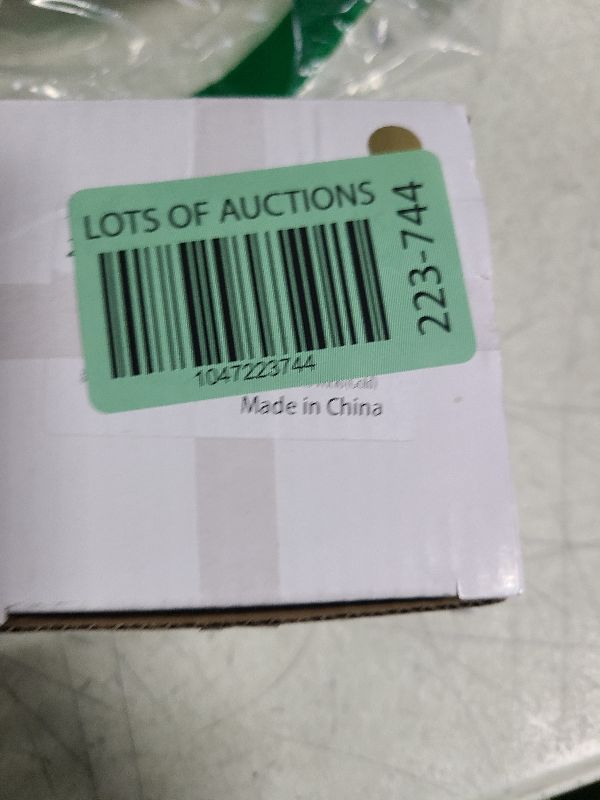 LOTS OF AUCTIONS
223-744
1047223744
Made in China